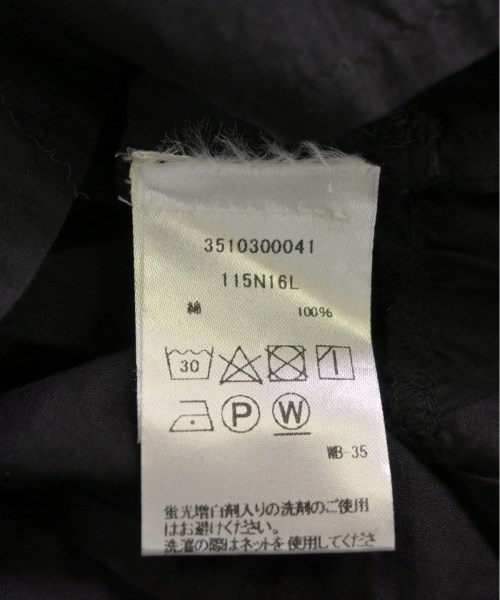 3510300041
115N16L
綿 100%
30
P W
WB-35
蛍光増白剤入りの洗剤のご使用
はお避けください。
洗濯の際はネットを使用してくださ